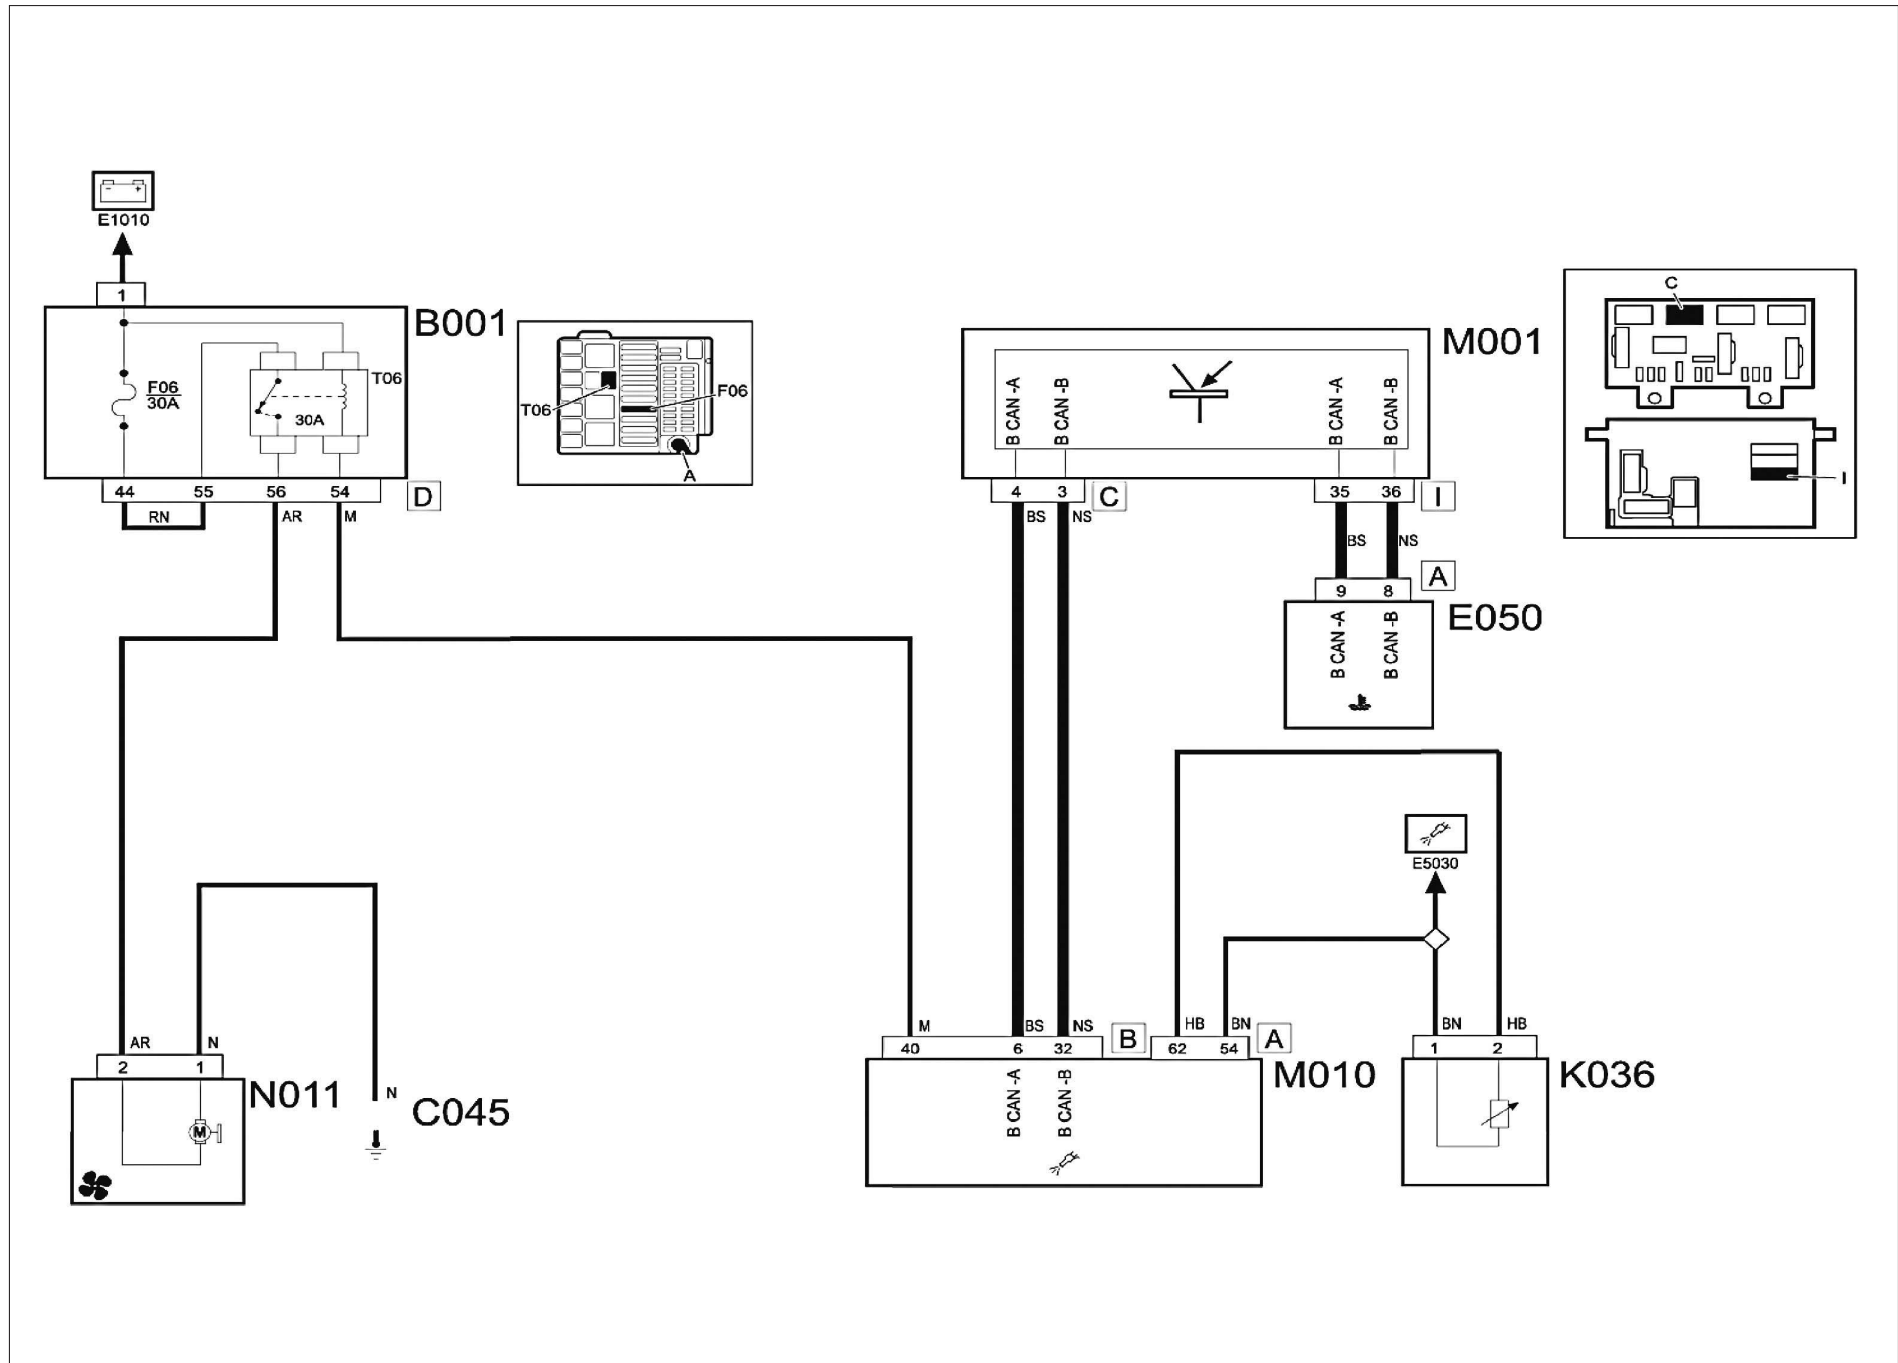 E1010
1
B001
F06
30A
T06
30A
44 55 56 54 D
RN AR M
T06
F06
A
M001
B CAN -A
B CAN -B
B CAN -A
B CAN -B
4 3 C
35 36 I
BS NS
BS NS
A
9 8
E050
B CAN -A
B CAN -B
C
I
E5030
AR N
2 1
N011
M
N
C045
M BS NS
40 6 32 B
HB BN
62 54 A
M010
B CAN -A
B CAN -B
BN HB
1 2
K036